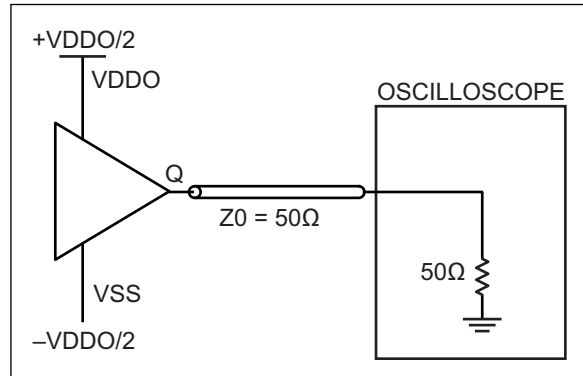 +VDDO/2
VDDO
OSCILLOSCOPE
Q
Z0 = 50Ω
50Ω
VSS
–VDDO/2